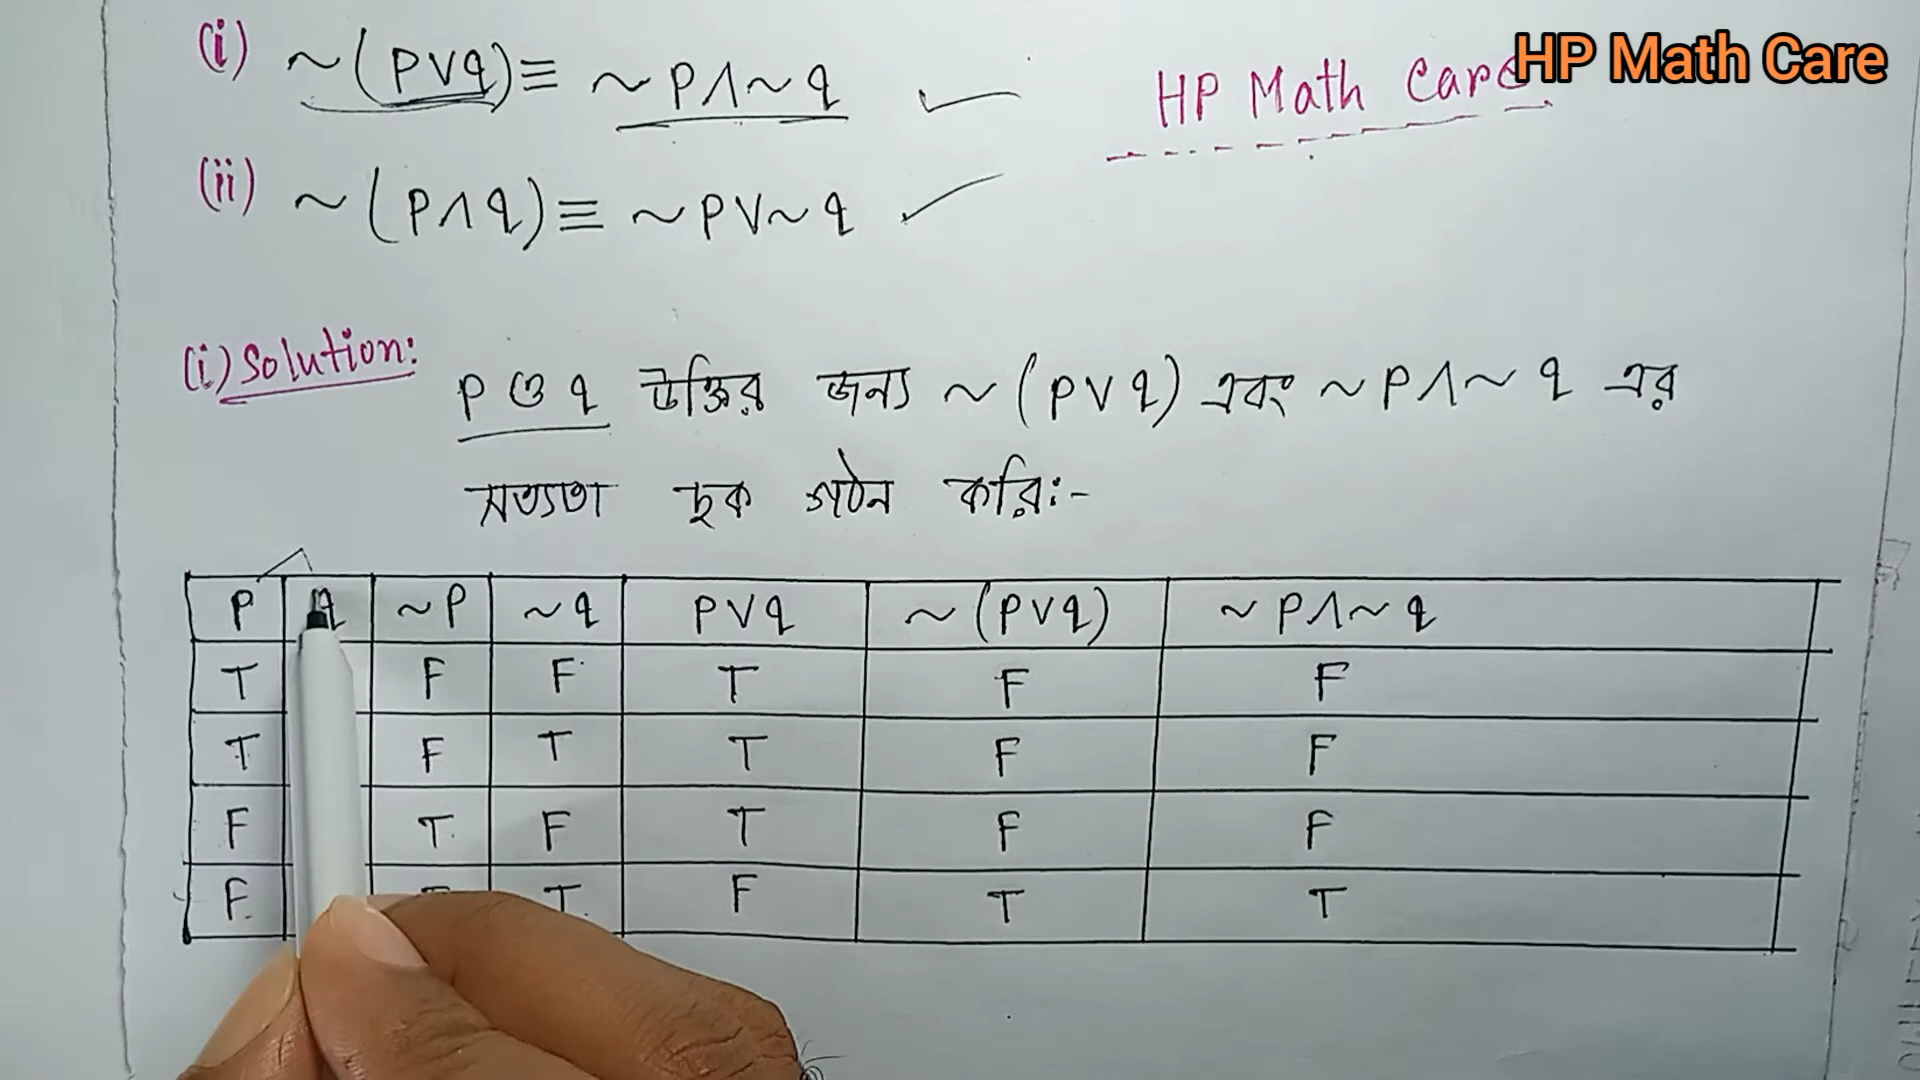 (i) ~(p∨q)≡ ~p∧~q
HP Math Care
HP Math Care
(ii) ~(p∧q)≡ ~p∨~q
(i) Solution: p ও q উক্তির জন্য ~(p∨q) এবং ~p∧~q এর
সত্যতা ছক গঠন করি:-
P q ~p ~q p∨q ~(p∨q) ~p∧~q
T F F T F F
T F T T F F
F T F T F F
F T F T T